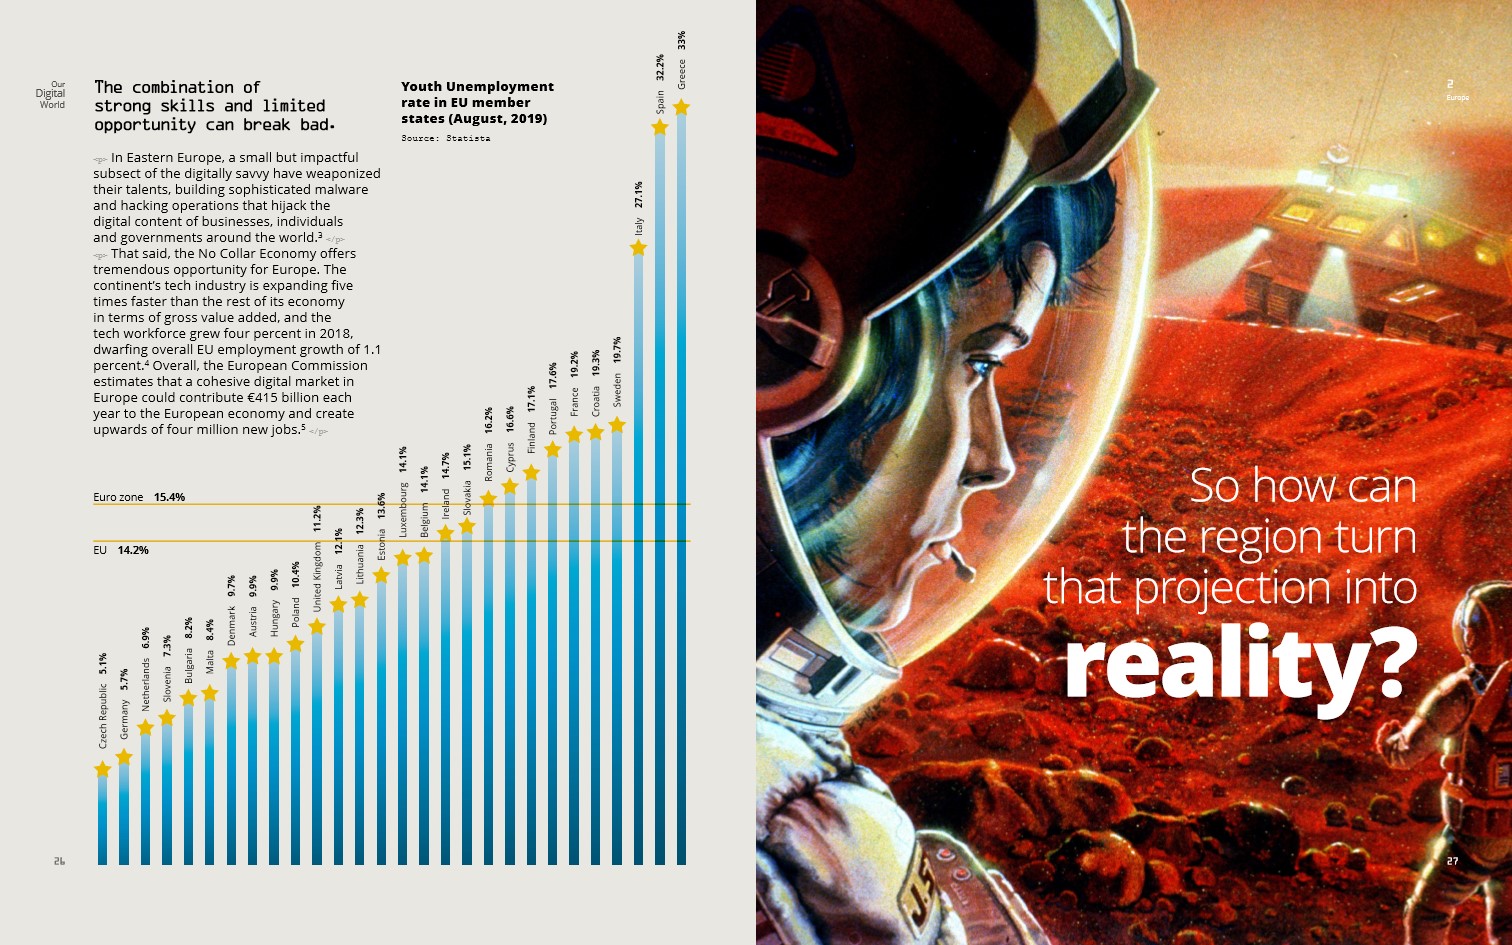 Our
Digital
World
The combination of
strong skills and limited
opportunity can break bad.
<p> In Eastern Europe, a small but impactful
subset of the digitally savvy have weaponized
their talents, building sophisticated malware
and hacking operations that hijack the
digital content of businesses, individuals
and governments around the world.³ </p>
<p> That said, the No Collar Economy offers
tremendous opportunity for Europe. The
continent's tech industry is expanding five
times faster than the rest of its economy
in terms of gross value added, and the
tech workforce grew four percent in 2018,
dwarfing overall EU employment growth of 1.1
percent.⁴ Overall, the European Commission
estimates that a cohesive digital market in
Europe could contribute €415 billion each
year to the European economy and create
upwards of four million new jobs.⁵ </p>
Youth Unemployment
rate in EU member
states (August, 2019)
Source: Statista
Euro zone 15.4%
EU 14.2%
Czech Republic 5.1%
Germany 5.7%
Netherlands 6.9%
Slovenia 7.3%
Bulgaria 8.2%
Malta 8.4%
Denmark 9.7%
Austria 9.9%
Hungary 9.9%
Poland 10.4%
United Kingdom 11.2%
Latvia 12.1%
Lithuania 12.3%
Estonia 13.6%
Luxembourg 14.1%
Belgium 14.1%
Ireland 14.7%
Slovakia 15.1%
Romania 16.2%
Cyprus 16.6%
Finland 17.1%
Portugal 17.6%
France 19.2%
Croatia 19.3%
Sweden 19.7%
Italy 27.1%
Spain 32.2%
Greece 33%
26
2
Europe
So how can
the region turn
that projection into
reality?
J.S
27